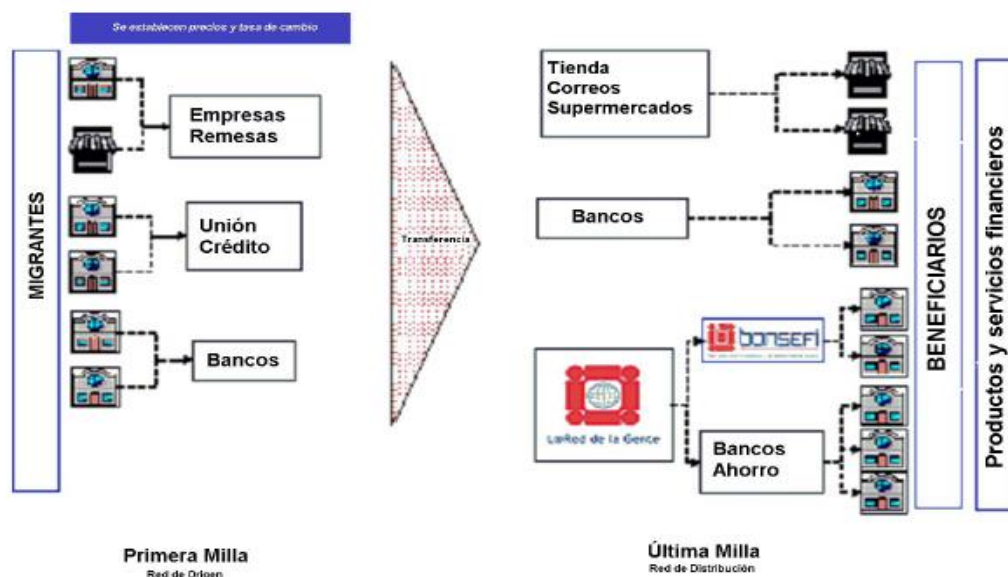 Se establecen precios y tasa de cambio
MIGRANTES
Empresas
Remesas
Unión
Crédito
Bancos
Transferencia
Primera Milla
Red de Origen
Tienda
Correos
Supermercados
Bancos
bansefi
L@Red de la Gente
Bancos
Ahorro
BENEFICIARIOS
Productos y servicios financieros
Última Milla
Red de Distribución